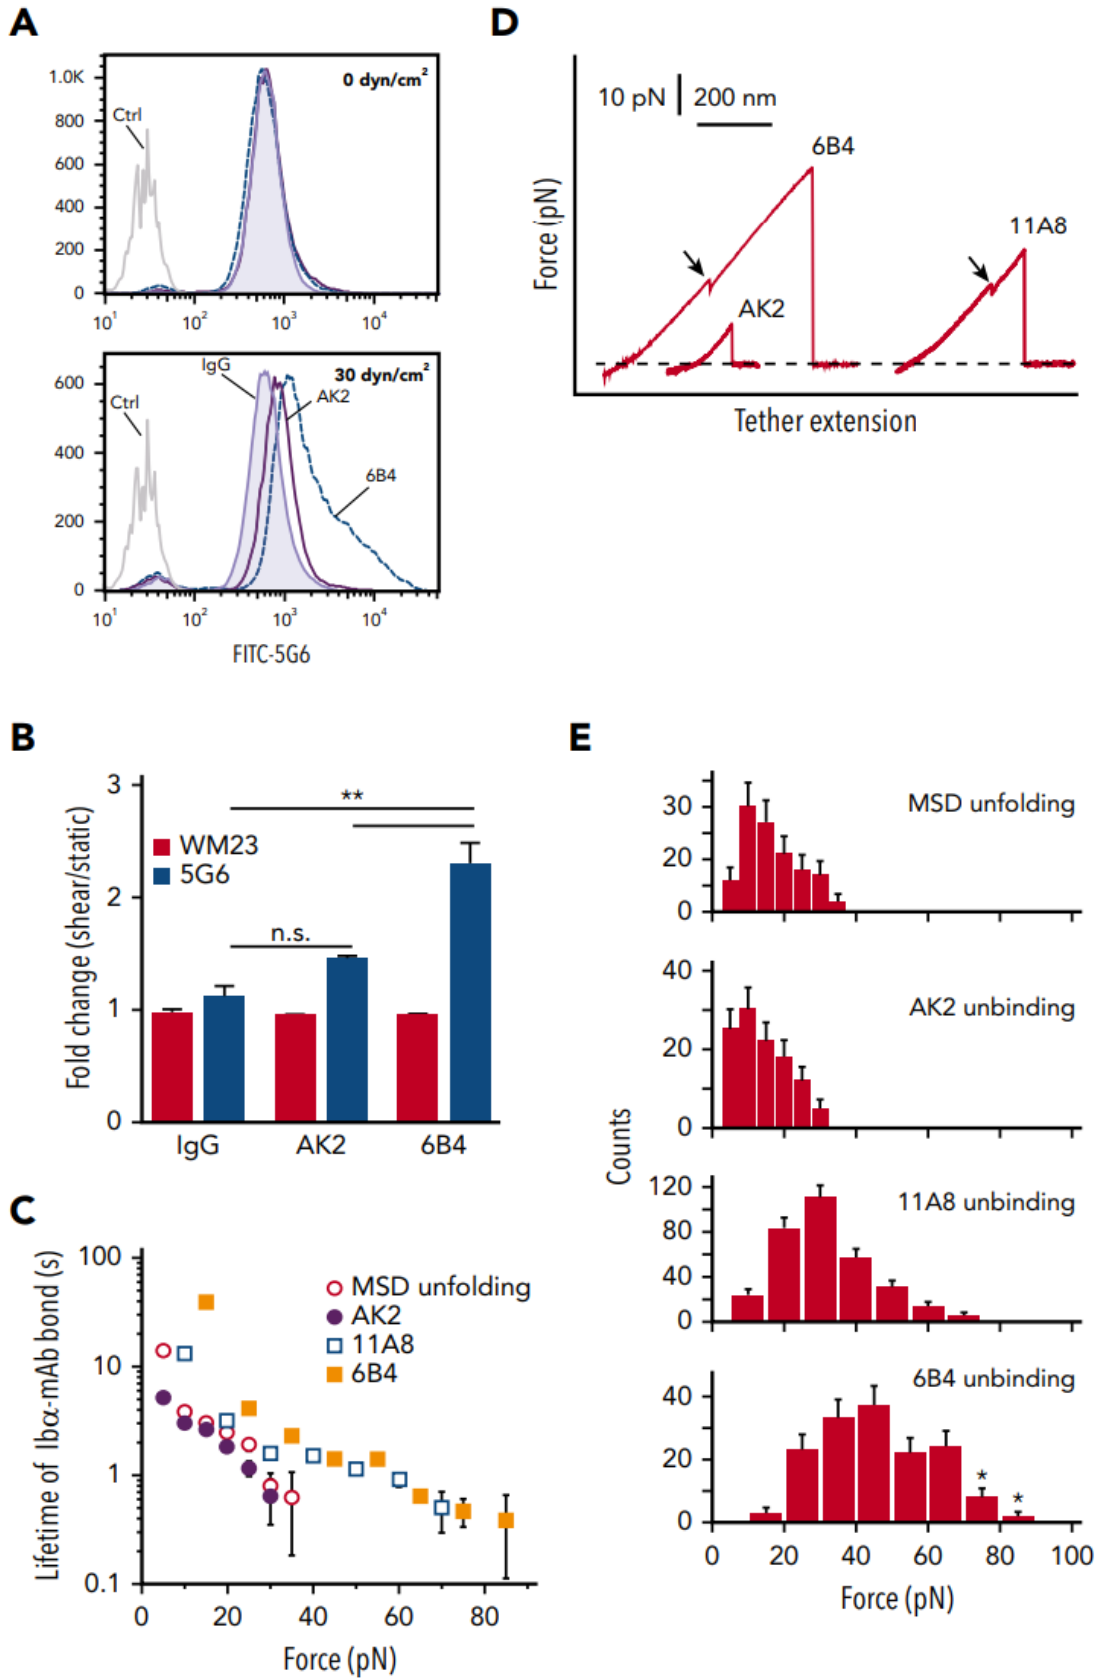 A
0 dyn/cm²
Ctrl
1.0K
800
600
400
200
0
10¹ 10² 10³ 10⁴
30 dyn/cm²
IgG
AK2
Ctrl
6B4
600
400
200
0
10¹ 10² 10³ 10⁴
FITC-5G6
D
10 pN 200 nm
6B4
11A8
AK2
Force (pN)
Tether extension
B
3
2
1
0
Fold change (shear/static)
WM23
5G6
**
n.s.
IgG AK2 6B4
C
100
10
1
0.1
Lifetime of Ibα-mAb bond (s)
MSD unfolding
AK2
11A8
6B4
0 20 40 60 80
Force (pN)
E
MSD unfolding
30
20
0
AK2 unbinding
40
20
0
Counts
11A8 unbinding
120
80
40
0
6B4 unbinding
40
20
0
*
*
0 20 40 60 80 100
Force (pN)